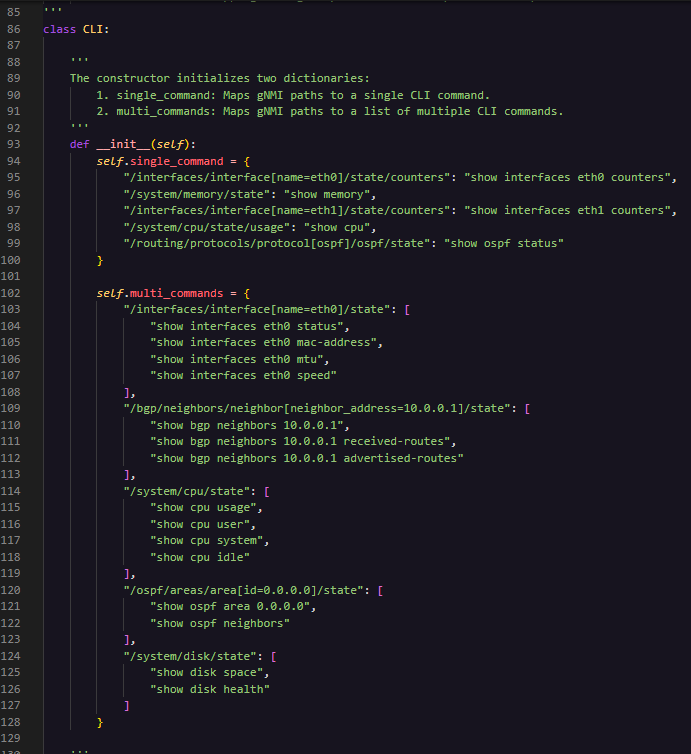 85 '''
86 class CLI:
87
88     '''
89     The constructor initializes two dictionaries:
90         1. single_command: Maps gNMI paths to a single CLI command.
91         2. multi_commands: Maps gNMI paths to a list of multiple CLI commands.
92     '''
93     def __init__(self):
94         self.single_command = {
95             "/interfaces/interface[name=eth0]/state/counters": "show interfaces eth0 counters",
96             "/system/memory/state": "show memory",
97             "/interfaces/interface[name=eth1]/state/counters": "show interfaces eth1 counters",
98             "/system/cpu/state/usage": "show cpu",
99             "/routing/protocols/protocol[ospf]/ospf/state": "show ospf status"
100         }
101
102         self.multi_commands = {
103             "/interfaces/interface[name=eth0]/state": [
104                 "show interfaces eth0 status",
105                 "show interfaces eth0 mac-address",
106                 "show interfaces eth0 mtu",
107                 "show interfaces eth0 speed"
108             ],
109             "/bgp/neighbors/neighbor[neighbor_address=10.0.0.1]/state": [
110                 "show bgp neighbors 10.0.0.1",
111                 "show bgp neighbors 10.0.0.1 received-routes",
112                 "show bgp neighbors 10.0.0.1 advertised-routes"
113             ],
114             "/system/cpu/state": [
115                 "show cpu usage",
116                 "show cpu user",
117                 "show cpu system",
118                 "show cpu idle"
119             ],
120             "/ospf/areas/area[id=0.0.0.0]/state": [
121                 "show ospf area 0.0.0.0",
122                 "show ospf neighbors"
123             ],
124             "/system/disk/state": [
125                 "show disk space",
126                 "show disk health"
127             ]
128         }
129
130     '''